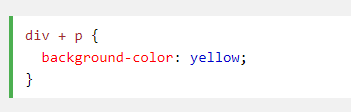 div + p {
  background-color: yellow;
}